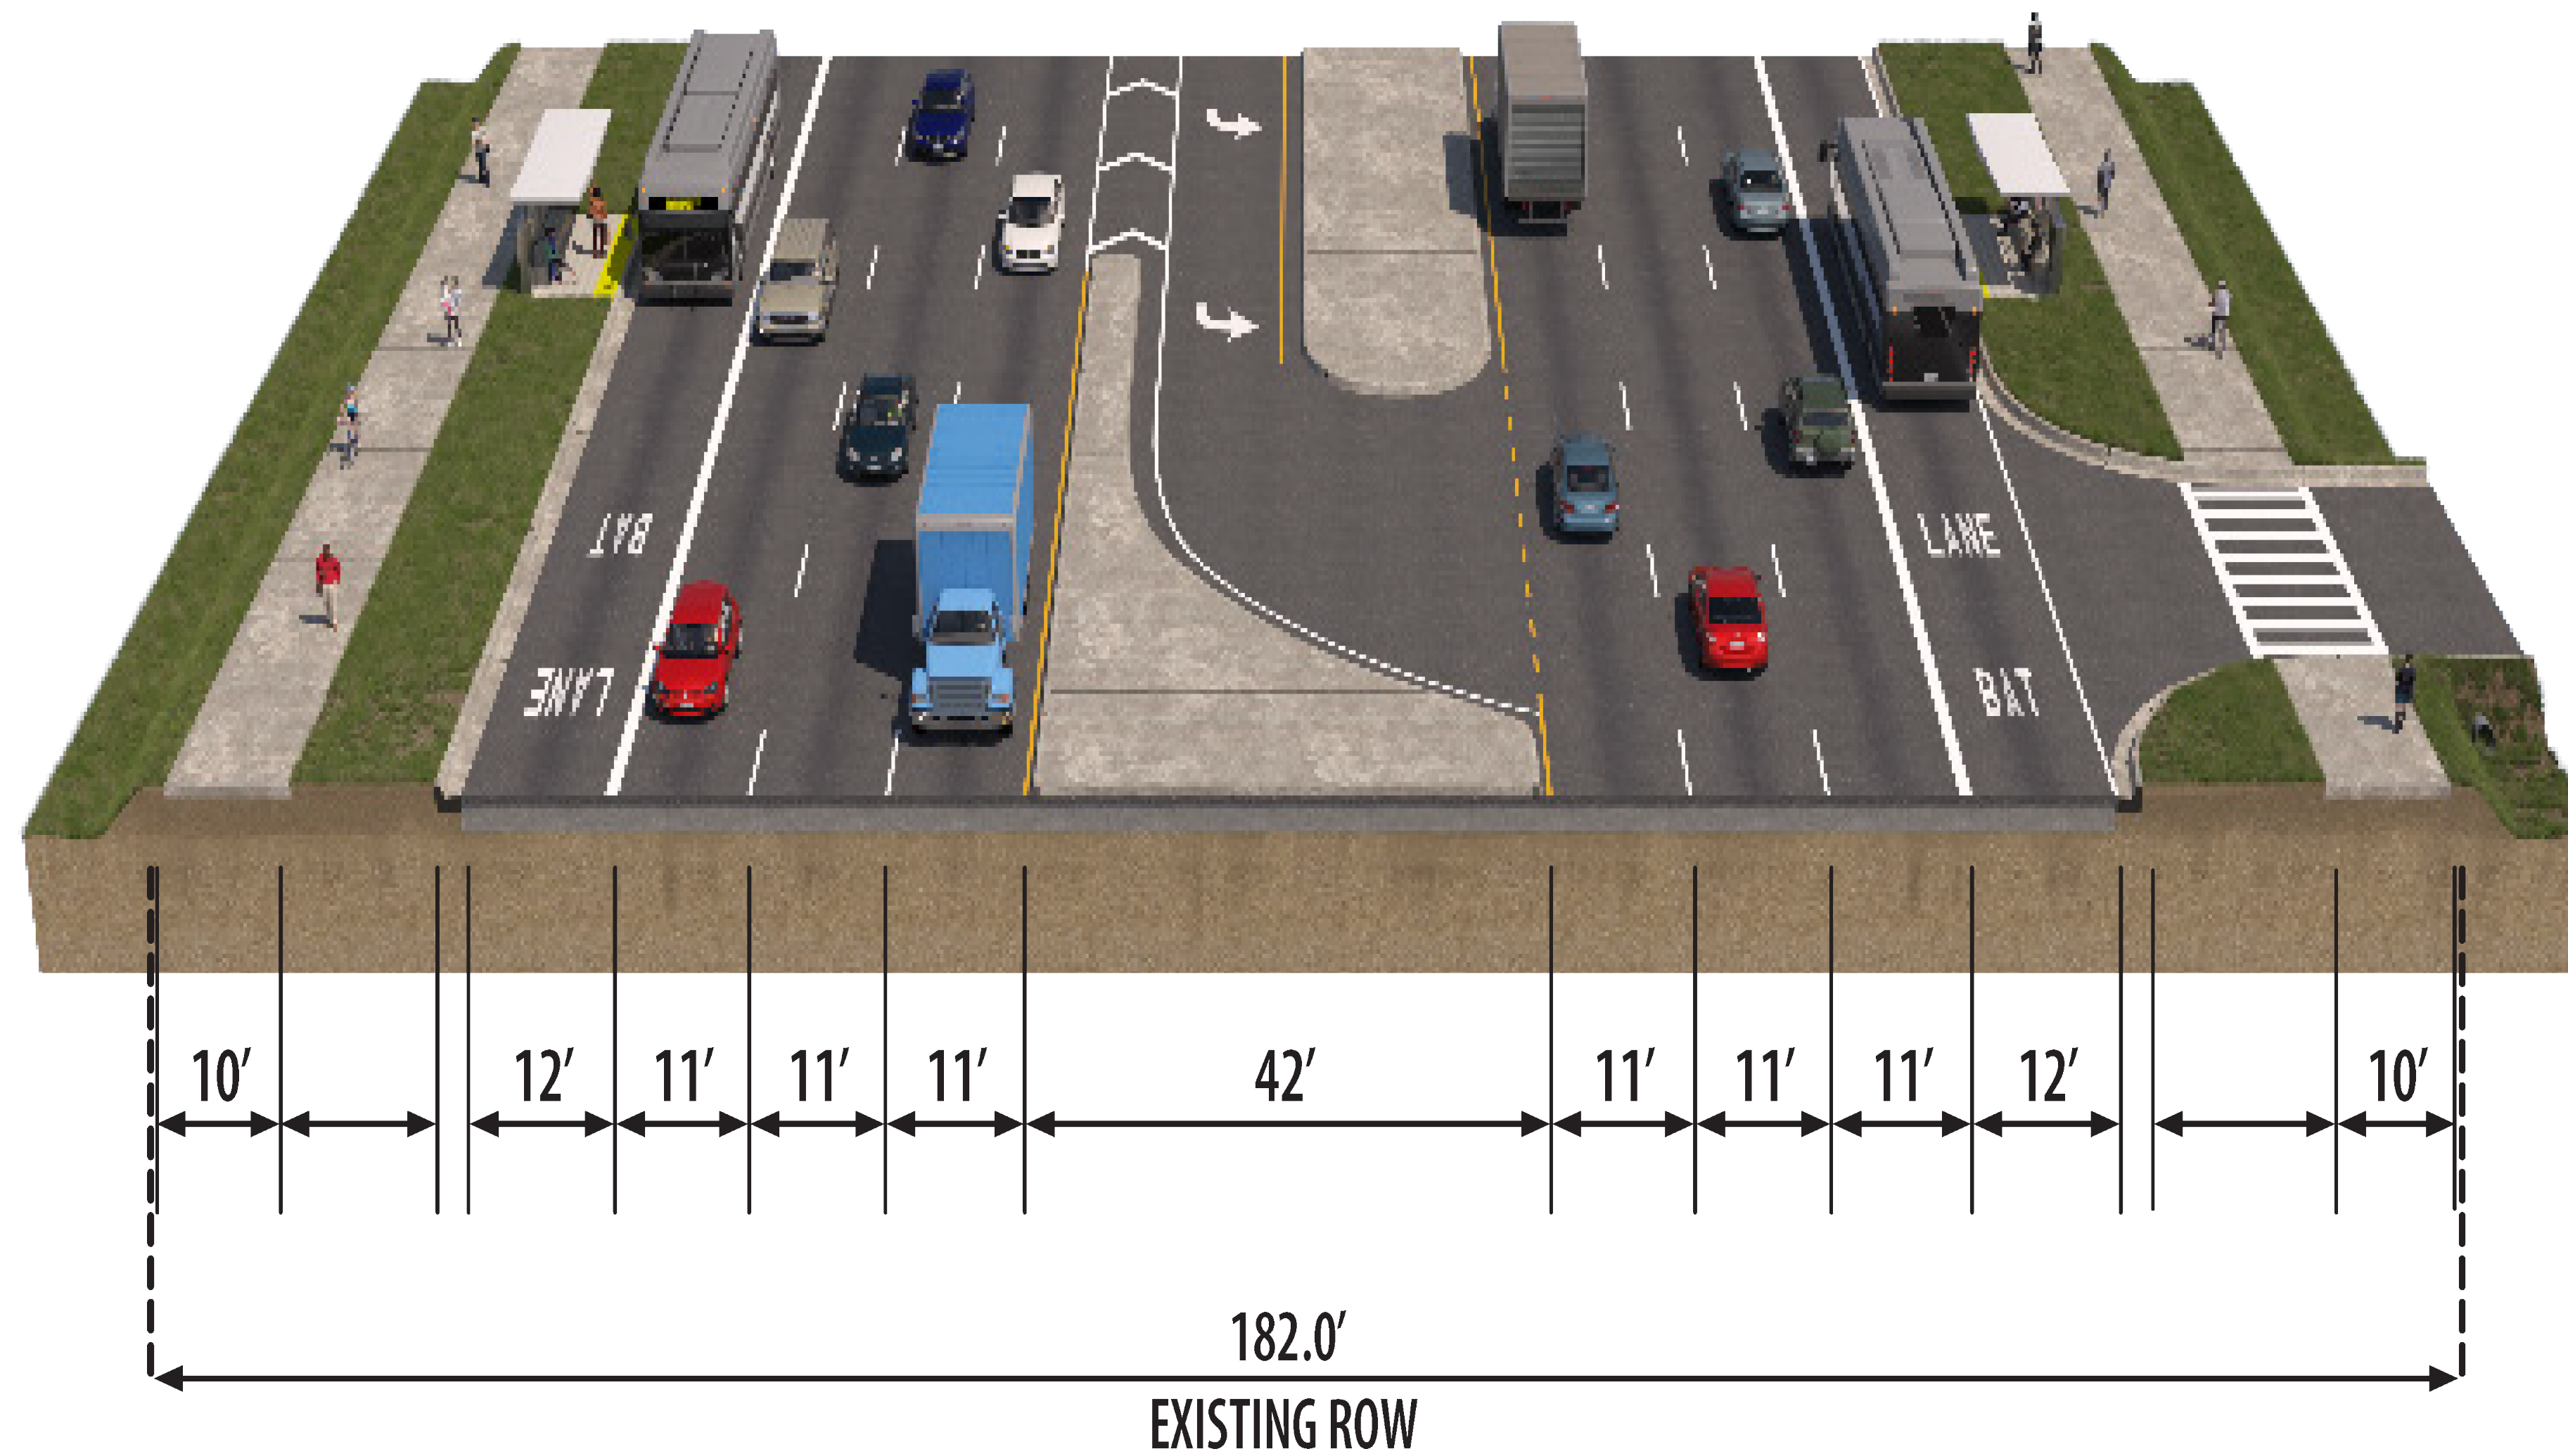 BAT
LANE
LANE
BAT
10′ 12′ 11′ 11′ 11′ 42′ 11′ 11′ 11′ 12′ 10′
182.0′
EXISTING ROW